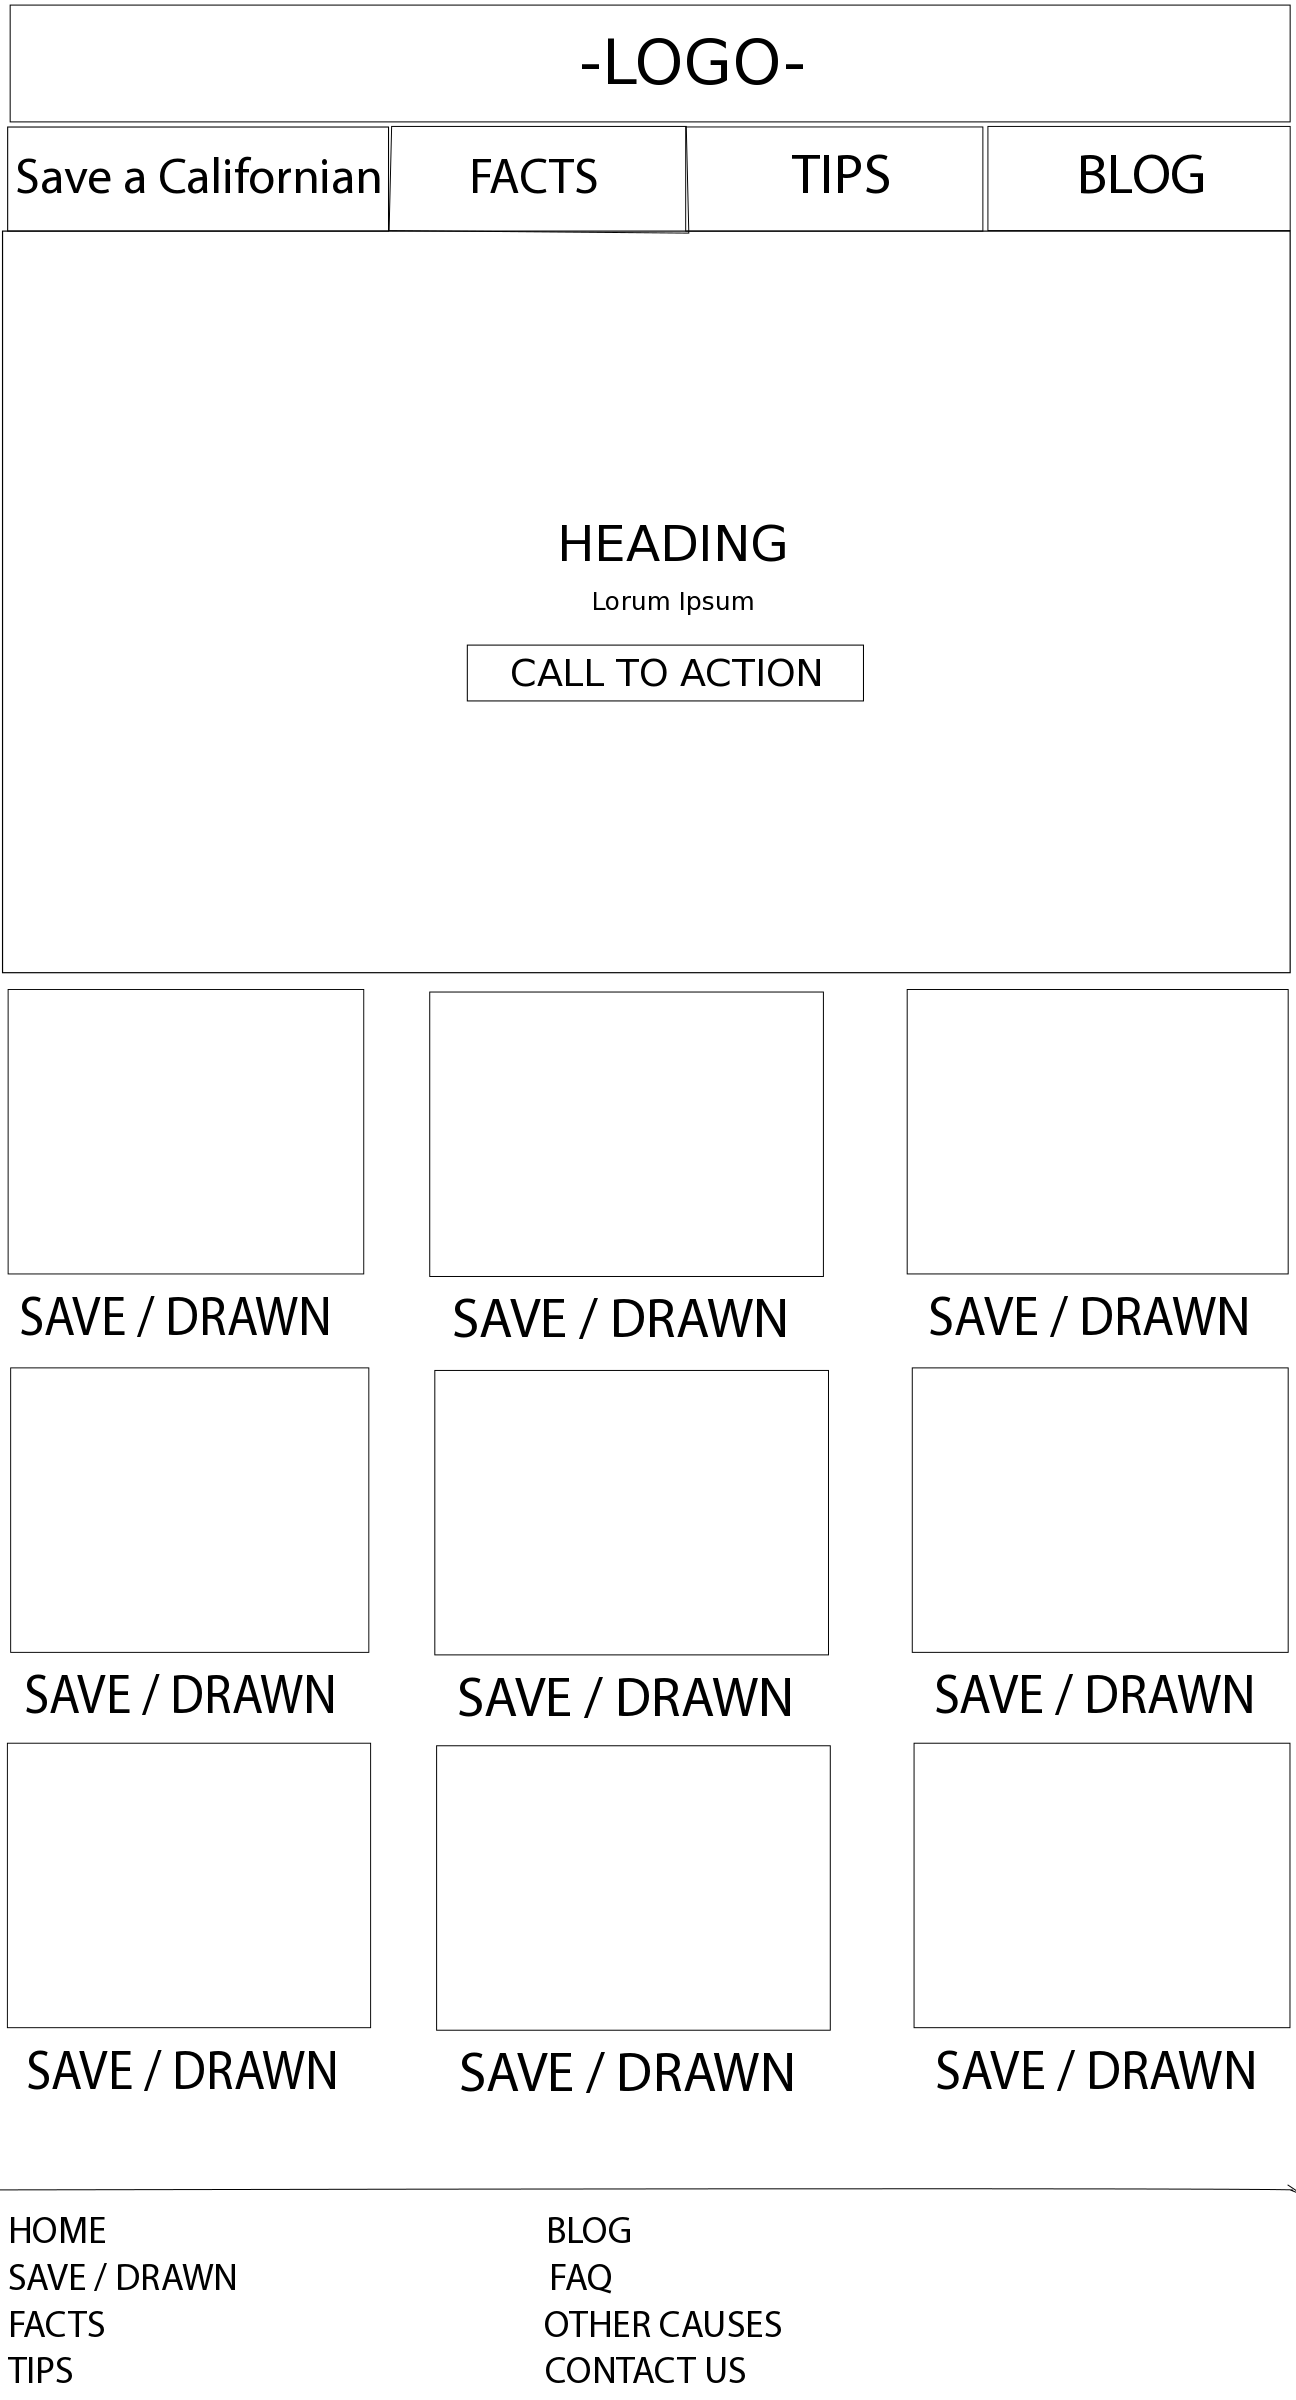 -LOGO-
Save a Californian FACTS TIPS BLOG
HEADING
Lorum Ipsum
CALL TO ACTION
SAVE / DRAWN SAVE / DRAWN SAVE / DRAWN
SAVE / DRAWN SAVE / DRAWN SAVE / DRAWN
SAVE / DRAWN SAVE / DRAWN SAVE / DRAWN
HOME
SAVE / DRAWN
FACTS
TIPS
BLOG
FAQ
OTHER CAUSES
CONTACT US